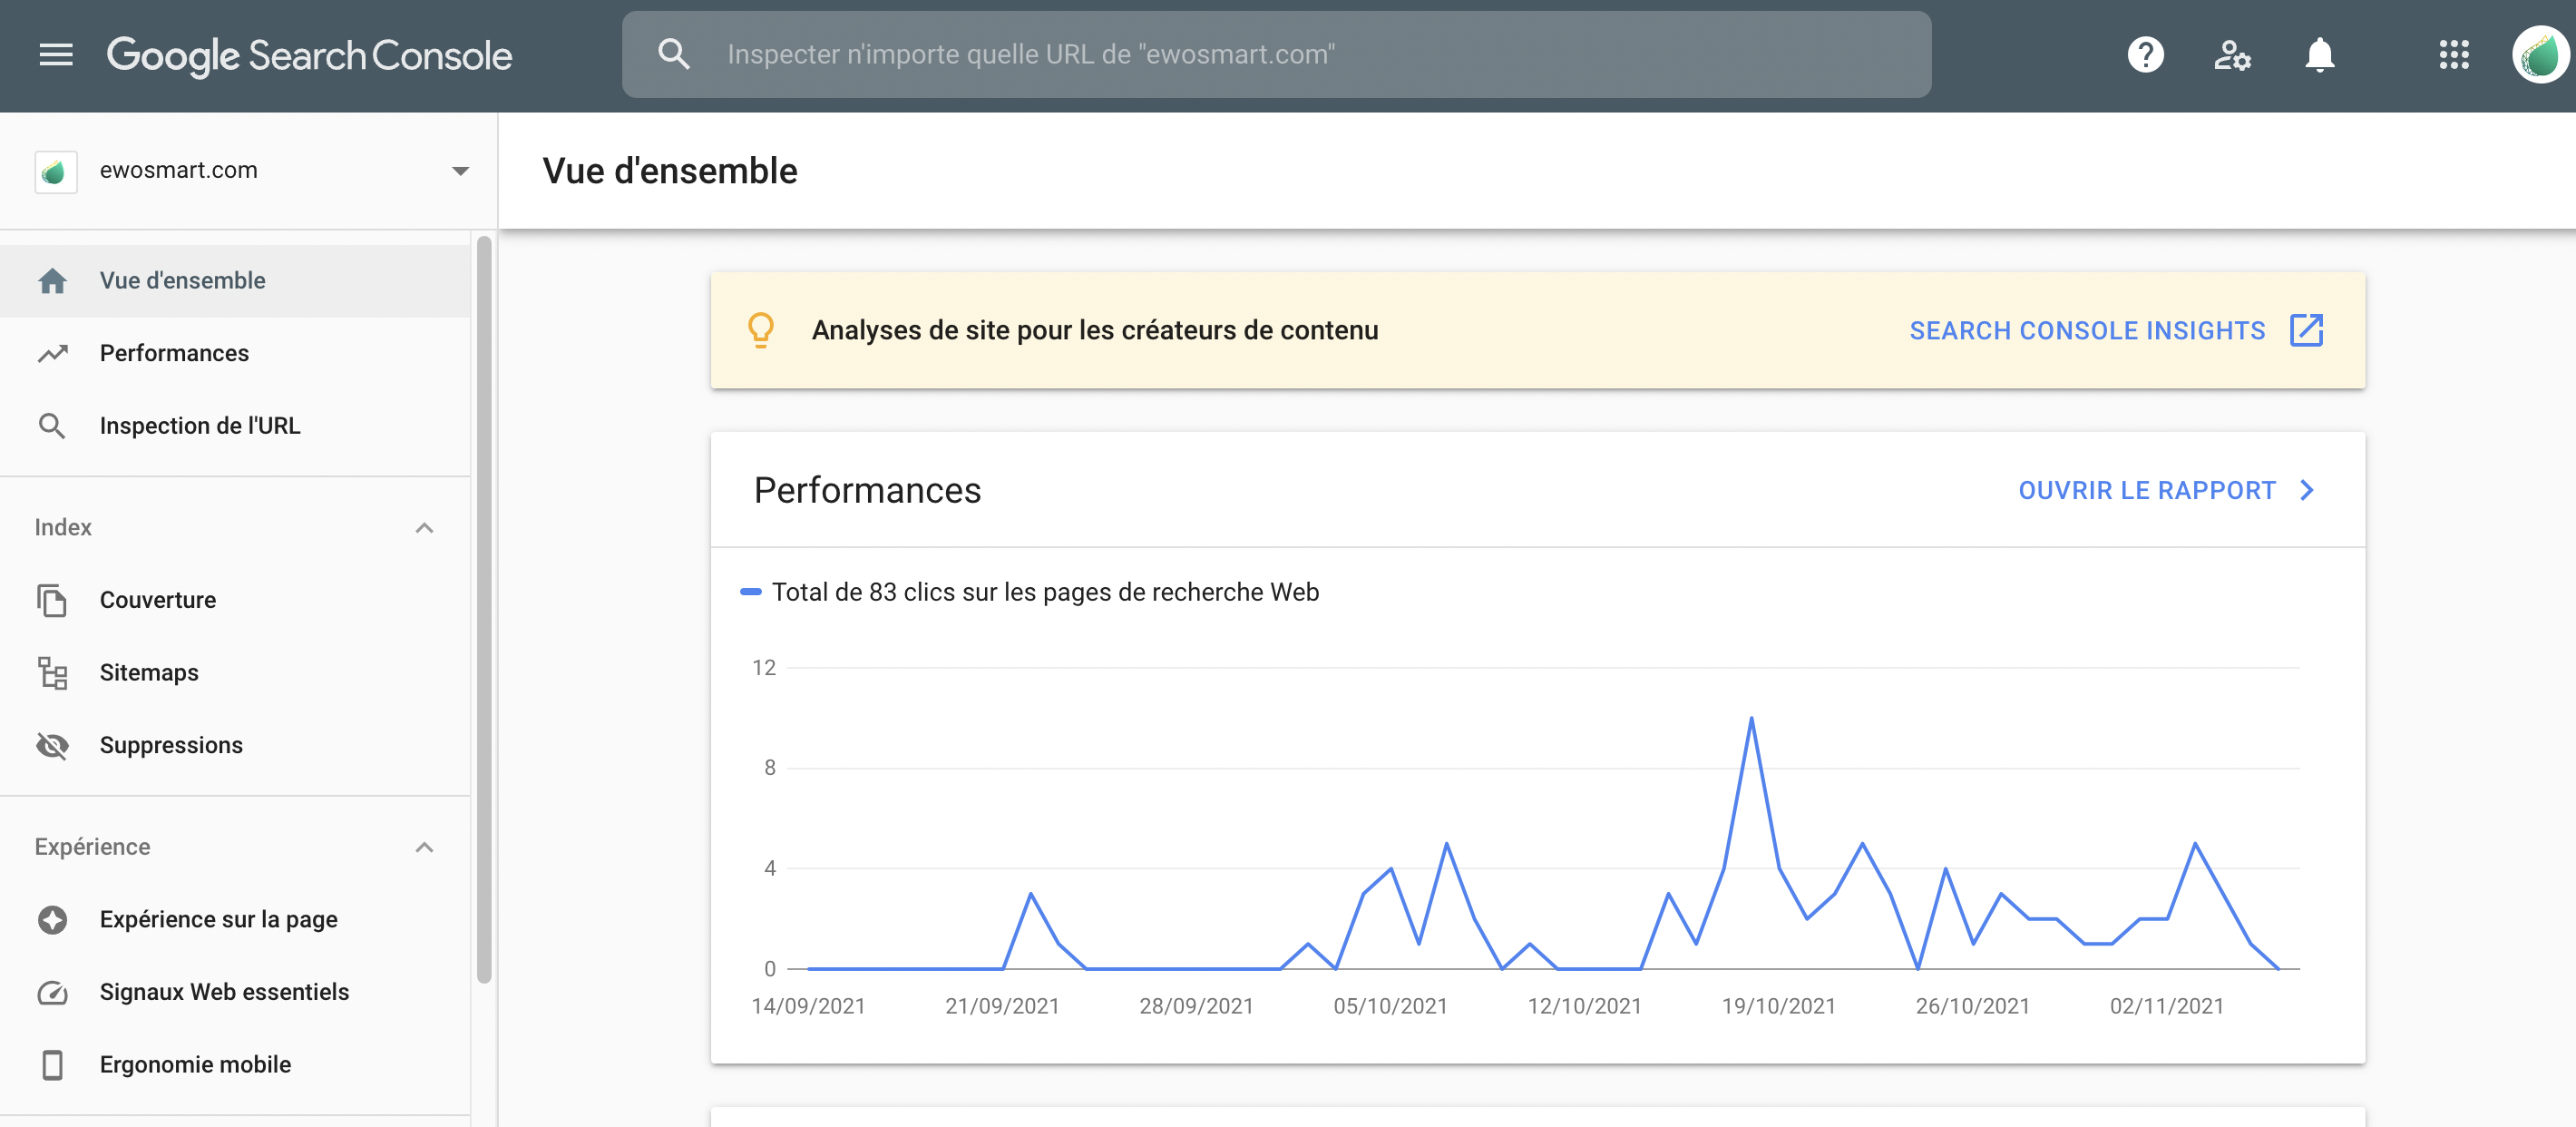 Google Search Console
Inspecter n'importe quelle URL de "ewosmart.com"
ewosmart.com
Vue d'ensemble
Performances
Inspection de l'URL
Index
Couverture
Sitemaps
Suppressions
Expérience
Expérience sur la page
Signaux Web essentiels
Ergonomie mobile
Vue d'ensemble
Analyses de site pour les créateurs de contenu
SEARCH CONSOLE INSIGHTS
Performances
OUVRIR LE RAPPORT
Total de 83 clics sur les pages de recherche Web
12
8
4
0
14/09/2021 21/09/2021 28/09/2021 05/10/2021 12/10/2021 19/10/2021 26/10/2021 02/11/2021